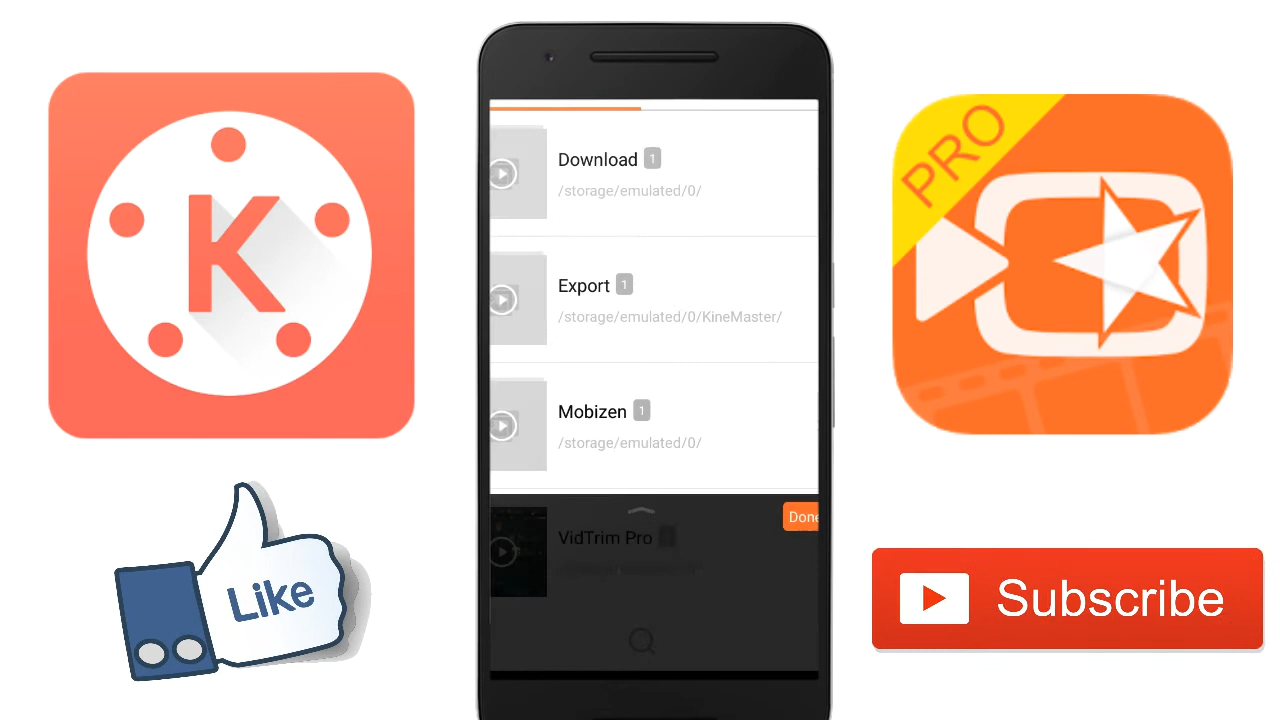 K
PRO
Download 1
/storage/emulated/0/
Export 1
/storage/emulated/0/KineMaster/
Mobizen 1
/storage/emulated/0/
Done
VidTrim Pro
Like
Subscribe